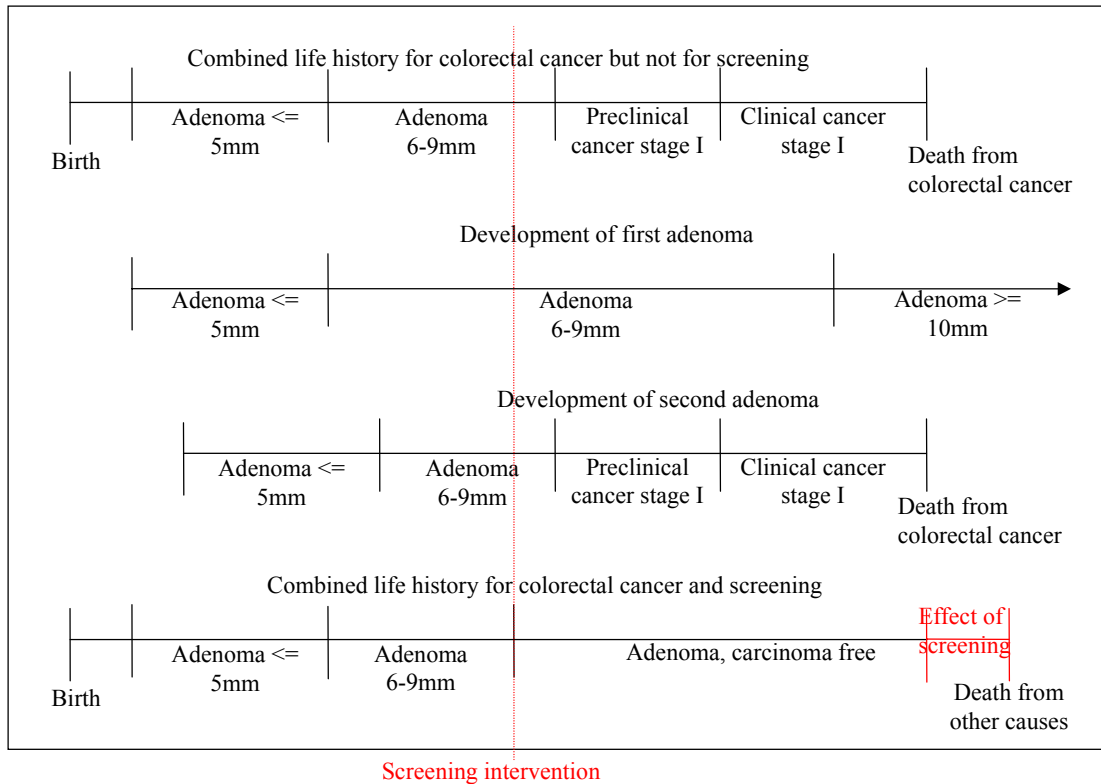 Combined life history for colorectal cancer but not for screening
Adenoma <=
5mm
Adenoma
6-9mm
Preclinical
cancer stage I
Clinical cancer
stage I
Birth
Death from
colorectal cancer
Development of first adenoma
Adenoma <=
5mm
Adenoma
6-9mm
Adenoma >=
10mm
Development of second adenoma
Adenoma <=
5mm
Adenoma
6-9mm
Preclinical
cancer stage I
Clinical cancer
stage I
Death from
colorectal cancer
Combined life history for colorectal cancer and screening
Adenoma <=
5mm
Adenoma
6-9mm
Adenoma, carcinoma free
Effect of
screening
Birth
Death from
other causes
Screening intervention